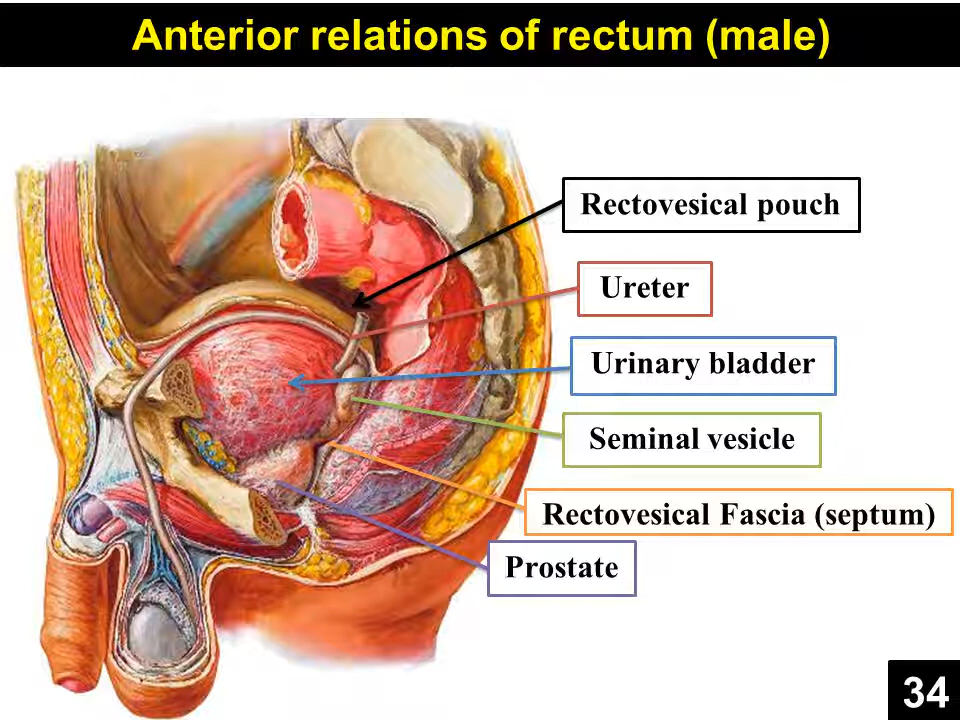 Anterior relations of rectum (male)
Rectovesical pouch
Ureter
Urinary bladder
Seminal vesicle
Rectovesical Fascia (septum)
Prostate
34